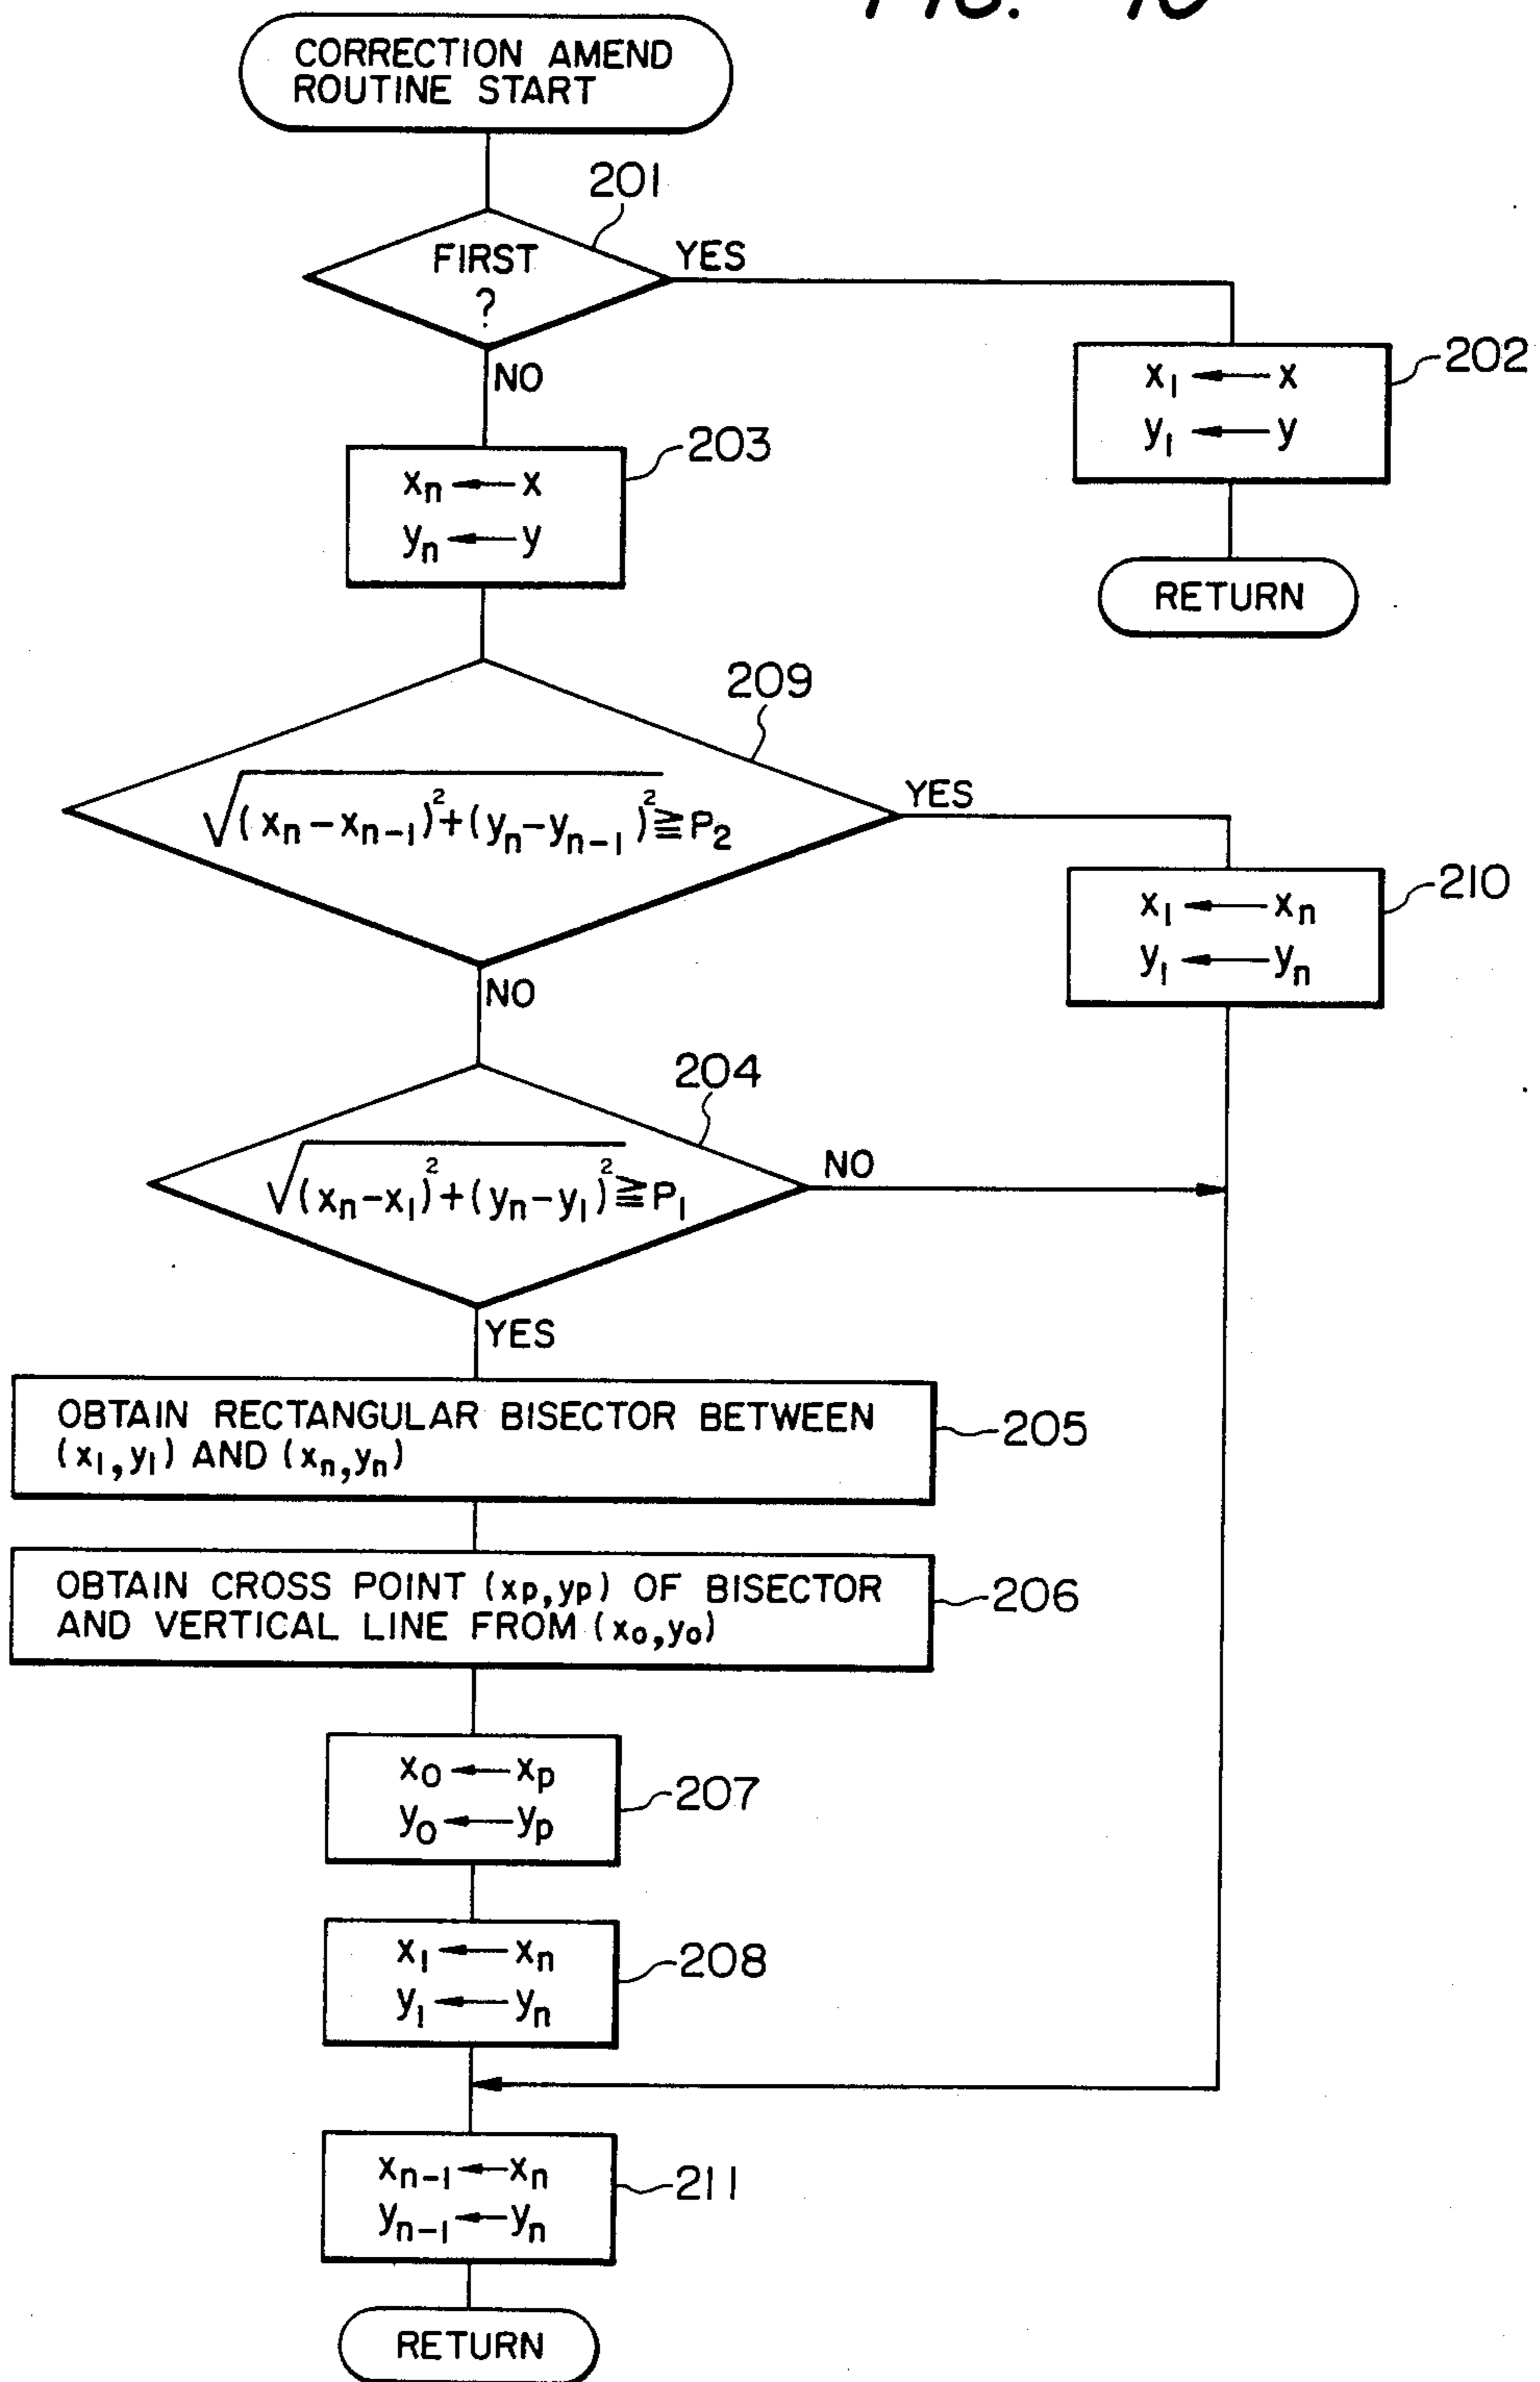 CORRECTION AMEND
ROUTINE START
201
FIRST
?
YES
NO
202
x₁ ← x
y₁ ← y
RETURN
203
xₙ ← x
yₙ ← y
209
√(xₙ−xₙ₋₁)²+(yₙ−yₙ₋₁)² ≧ P₂
YES
NO
210
x₁ ← xₙ
y₁ ← yₙ
204
√(xₙ−x₁)²+(yₙ−y₁)² ≧ P₁
NO
YES
OBTAIN RECTANGULAR BISECTOR BETWEEN
(x₁,y₁) AND (xₙ,yₙ)
205
OBTAIN CROSS POINT (xₚ,yₚ) OF BISECTOR
AND VERTICAL LINE FROM (x₀,y₀)
206
x₀ ← xₚ
y₀ ← yₚ
207
x₁ ← xₙ
y₁ ← yₙ
208
xₙ₋₁ ← xₙ
yₙ₋₁ ← yₙ
211
RETURN